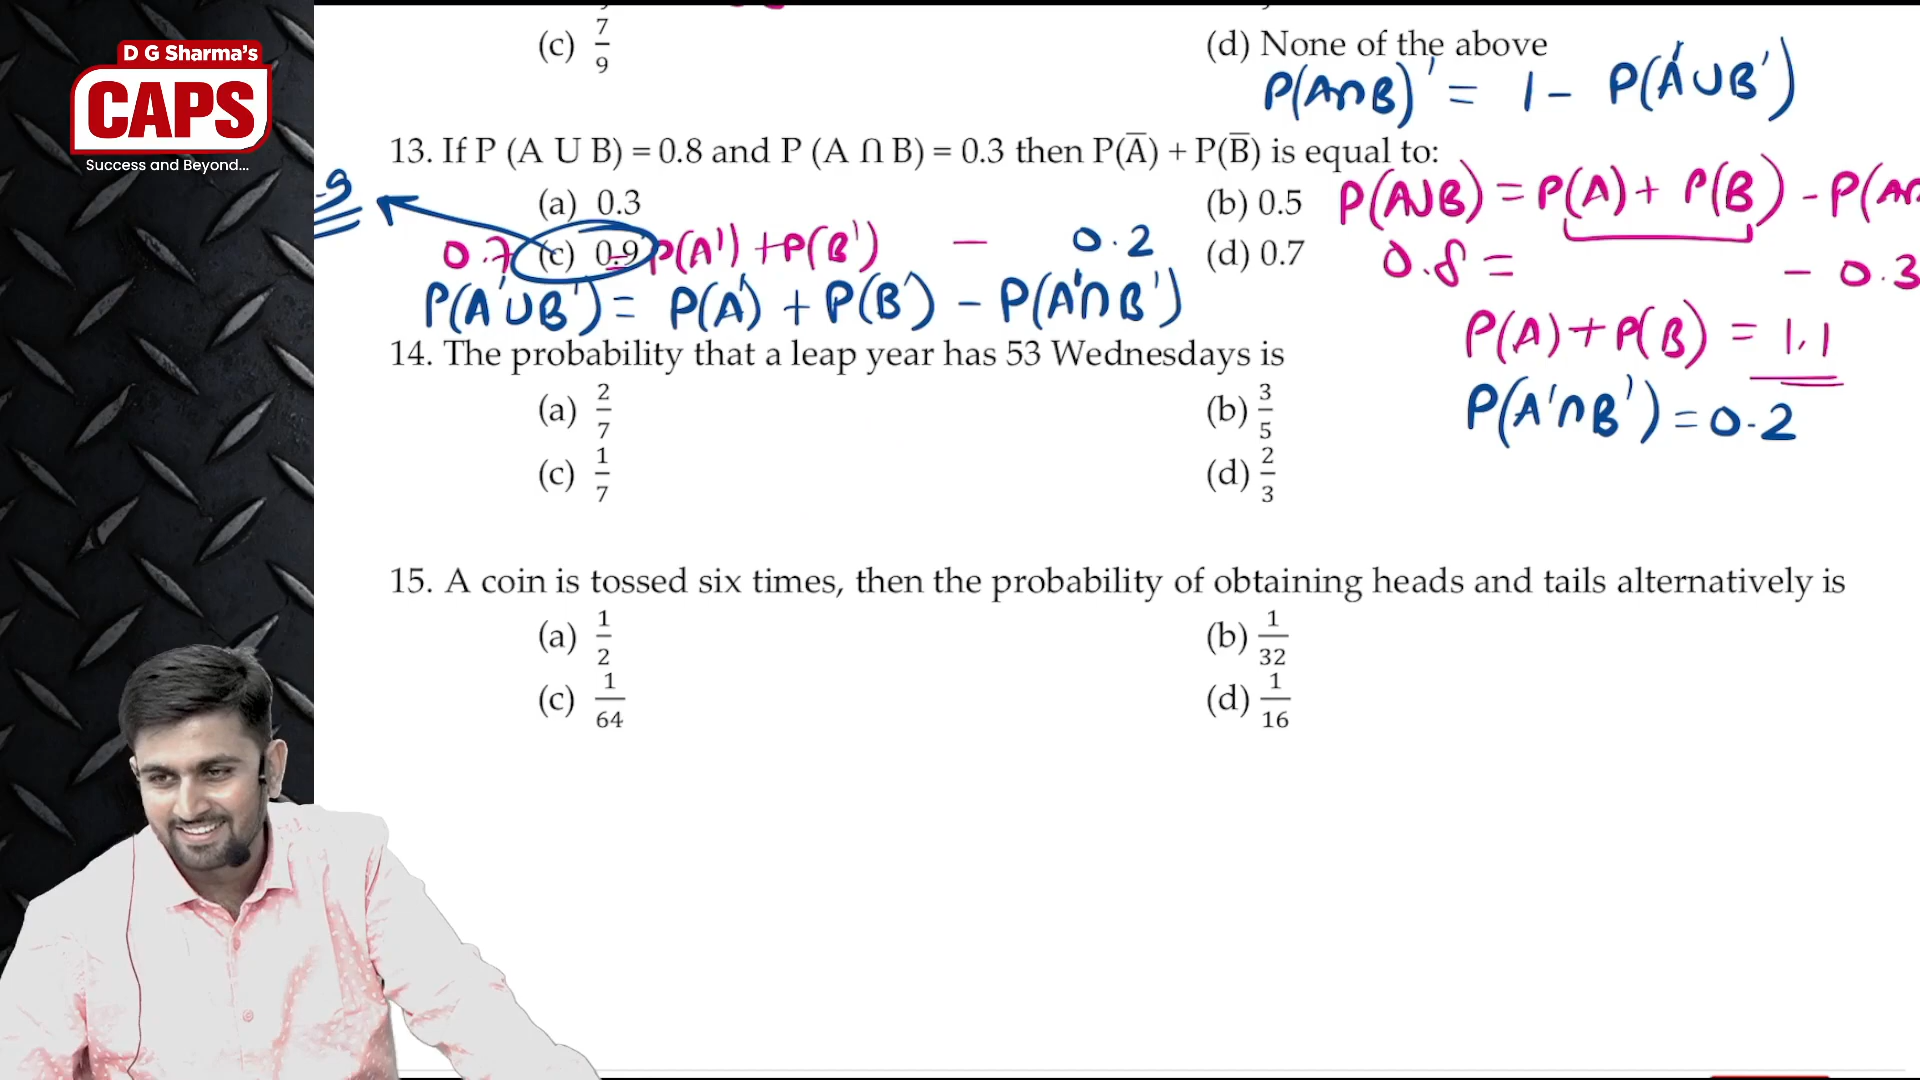 D G Sharma's
CAPS
Success and Beyond...
(c) 7/9
(d) None of the above
P(A∩B)' = 1 - P(A'∪B')
13. If P (A U B) = 0.8 and P (A ∩ B) = 0.3 then P(A̅) + P(B̅) is equal to:
(a) 0.3
(b) 0.5
P(A∪B) = P(A) + P(B) - P(A∩
(c) 0.9
(d) 0.7
0.7 = P(A') + P(B') - 0.2
0.8 = - 0.3
P(A'∪B') = P(A') + P(B') - P(A'∩B')
P(A) + P(B) = 1.1
14. The probability that a leap year has 53 Wednesdays is
(a) 2/7
(b) 3/5
P(A'∩B') = 0.2
(c) 1/7
(d) 2/3
15. A coin is tossed six times, then the probability of obtaining heads and tails alternatively is
(a) 1/2
(b) 1/32
(c) 1/64
(d) 1/16